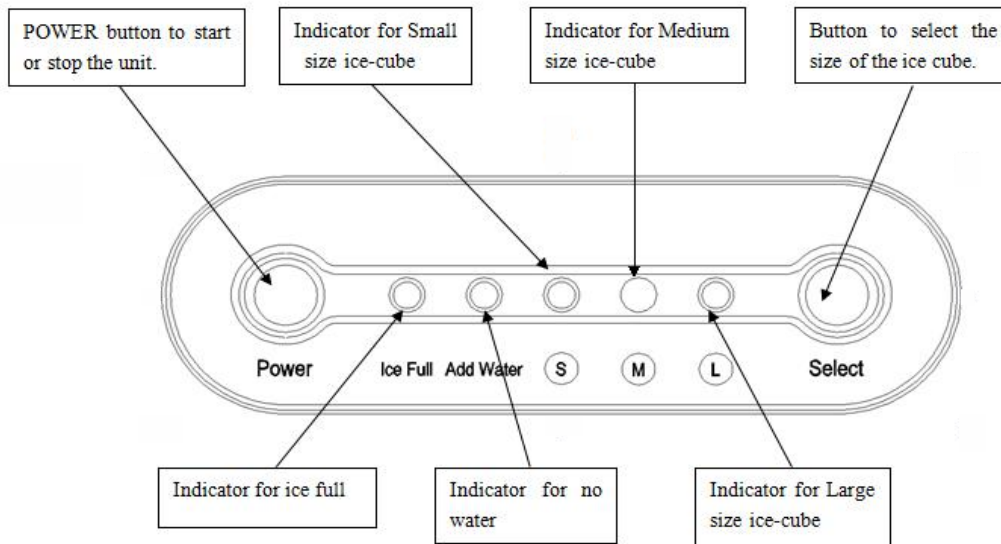 POWER button to start
or stop the unit.
Indicator for Small
size ice-cube
Indicator for Medium
size ice-cube
Button to select the
size of the ice cube.
Power
Ice Full
Add Water
S
M
L
Select
Indicator for ice full
Indicator for no
water
Indicator for Large
size ice-cube